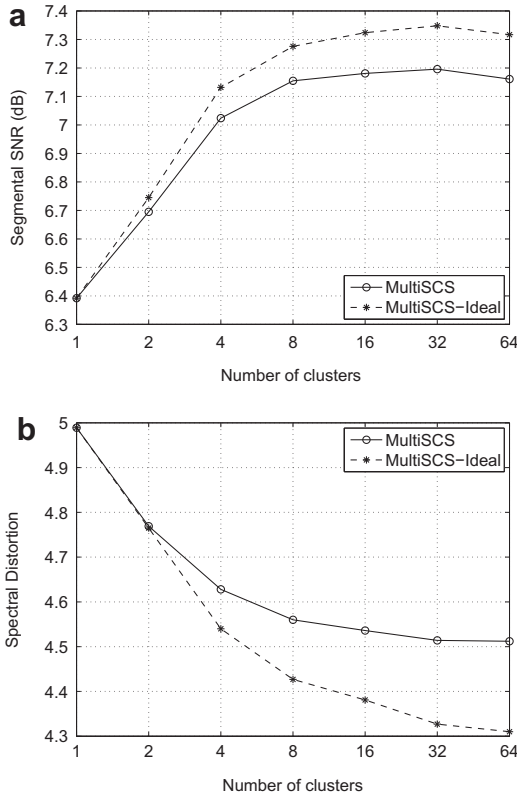 a
7.4
7.3
7.2
7.1
7
6.9
6.8
6.7
6.6
6.5
6.4
6.3
Segmental SNR (dB)
MultiSCS
MultiSCS-Ideal
1 2 4 8 16 32 64
Number of clusters
b
5
4.9
4.8
4.7
4.6
4.5
4.4
4.3
Spectral Distortion
MultiSCS
MultiSCS-Ideal
1 2 4 8 16 32 64
Number of clusters